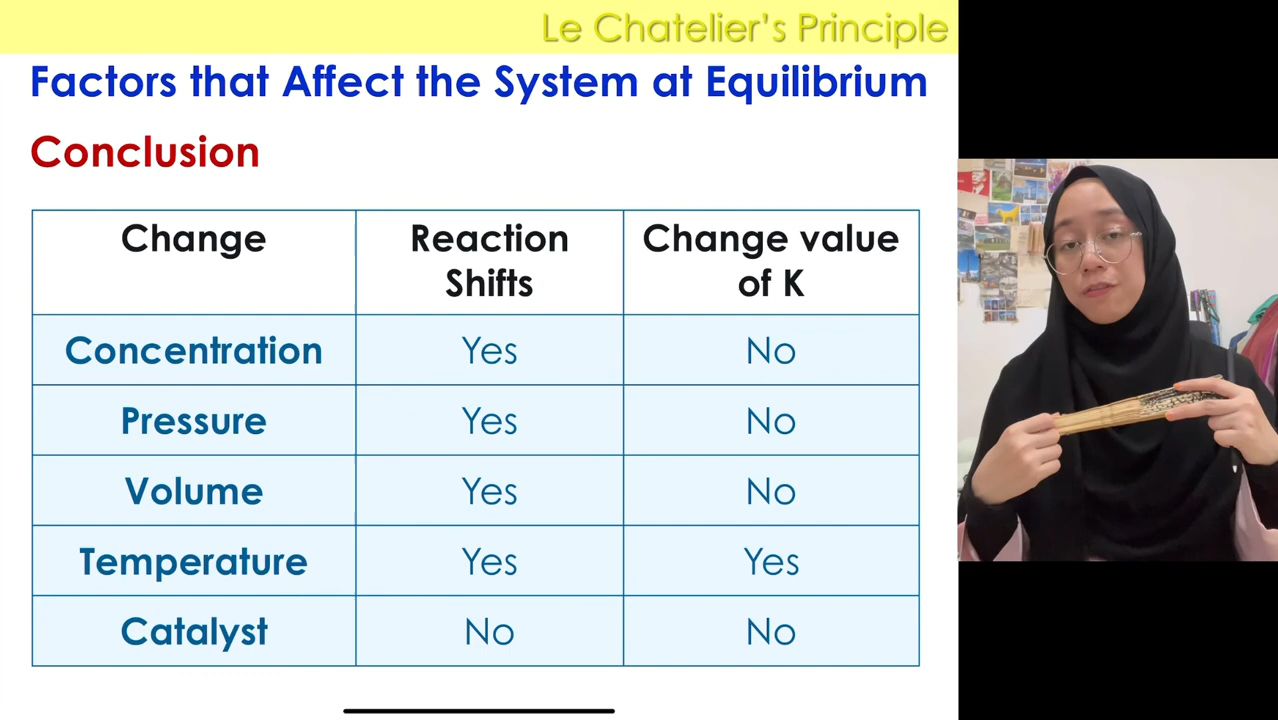 Le Chatelier's Principle
Factors that Affect the System at Equilibrium
Conclusion
Change
Reaction
Shifts
Change value
of K
Concentration
Yes
No
Pressure
Yes
No
Volume
Yes
No
Temperature
Yes
Yes
Catalyst
No
No